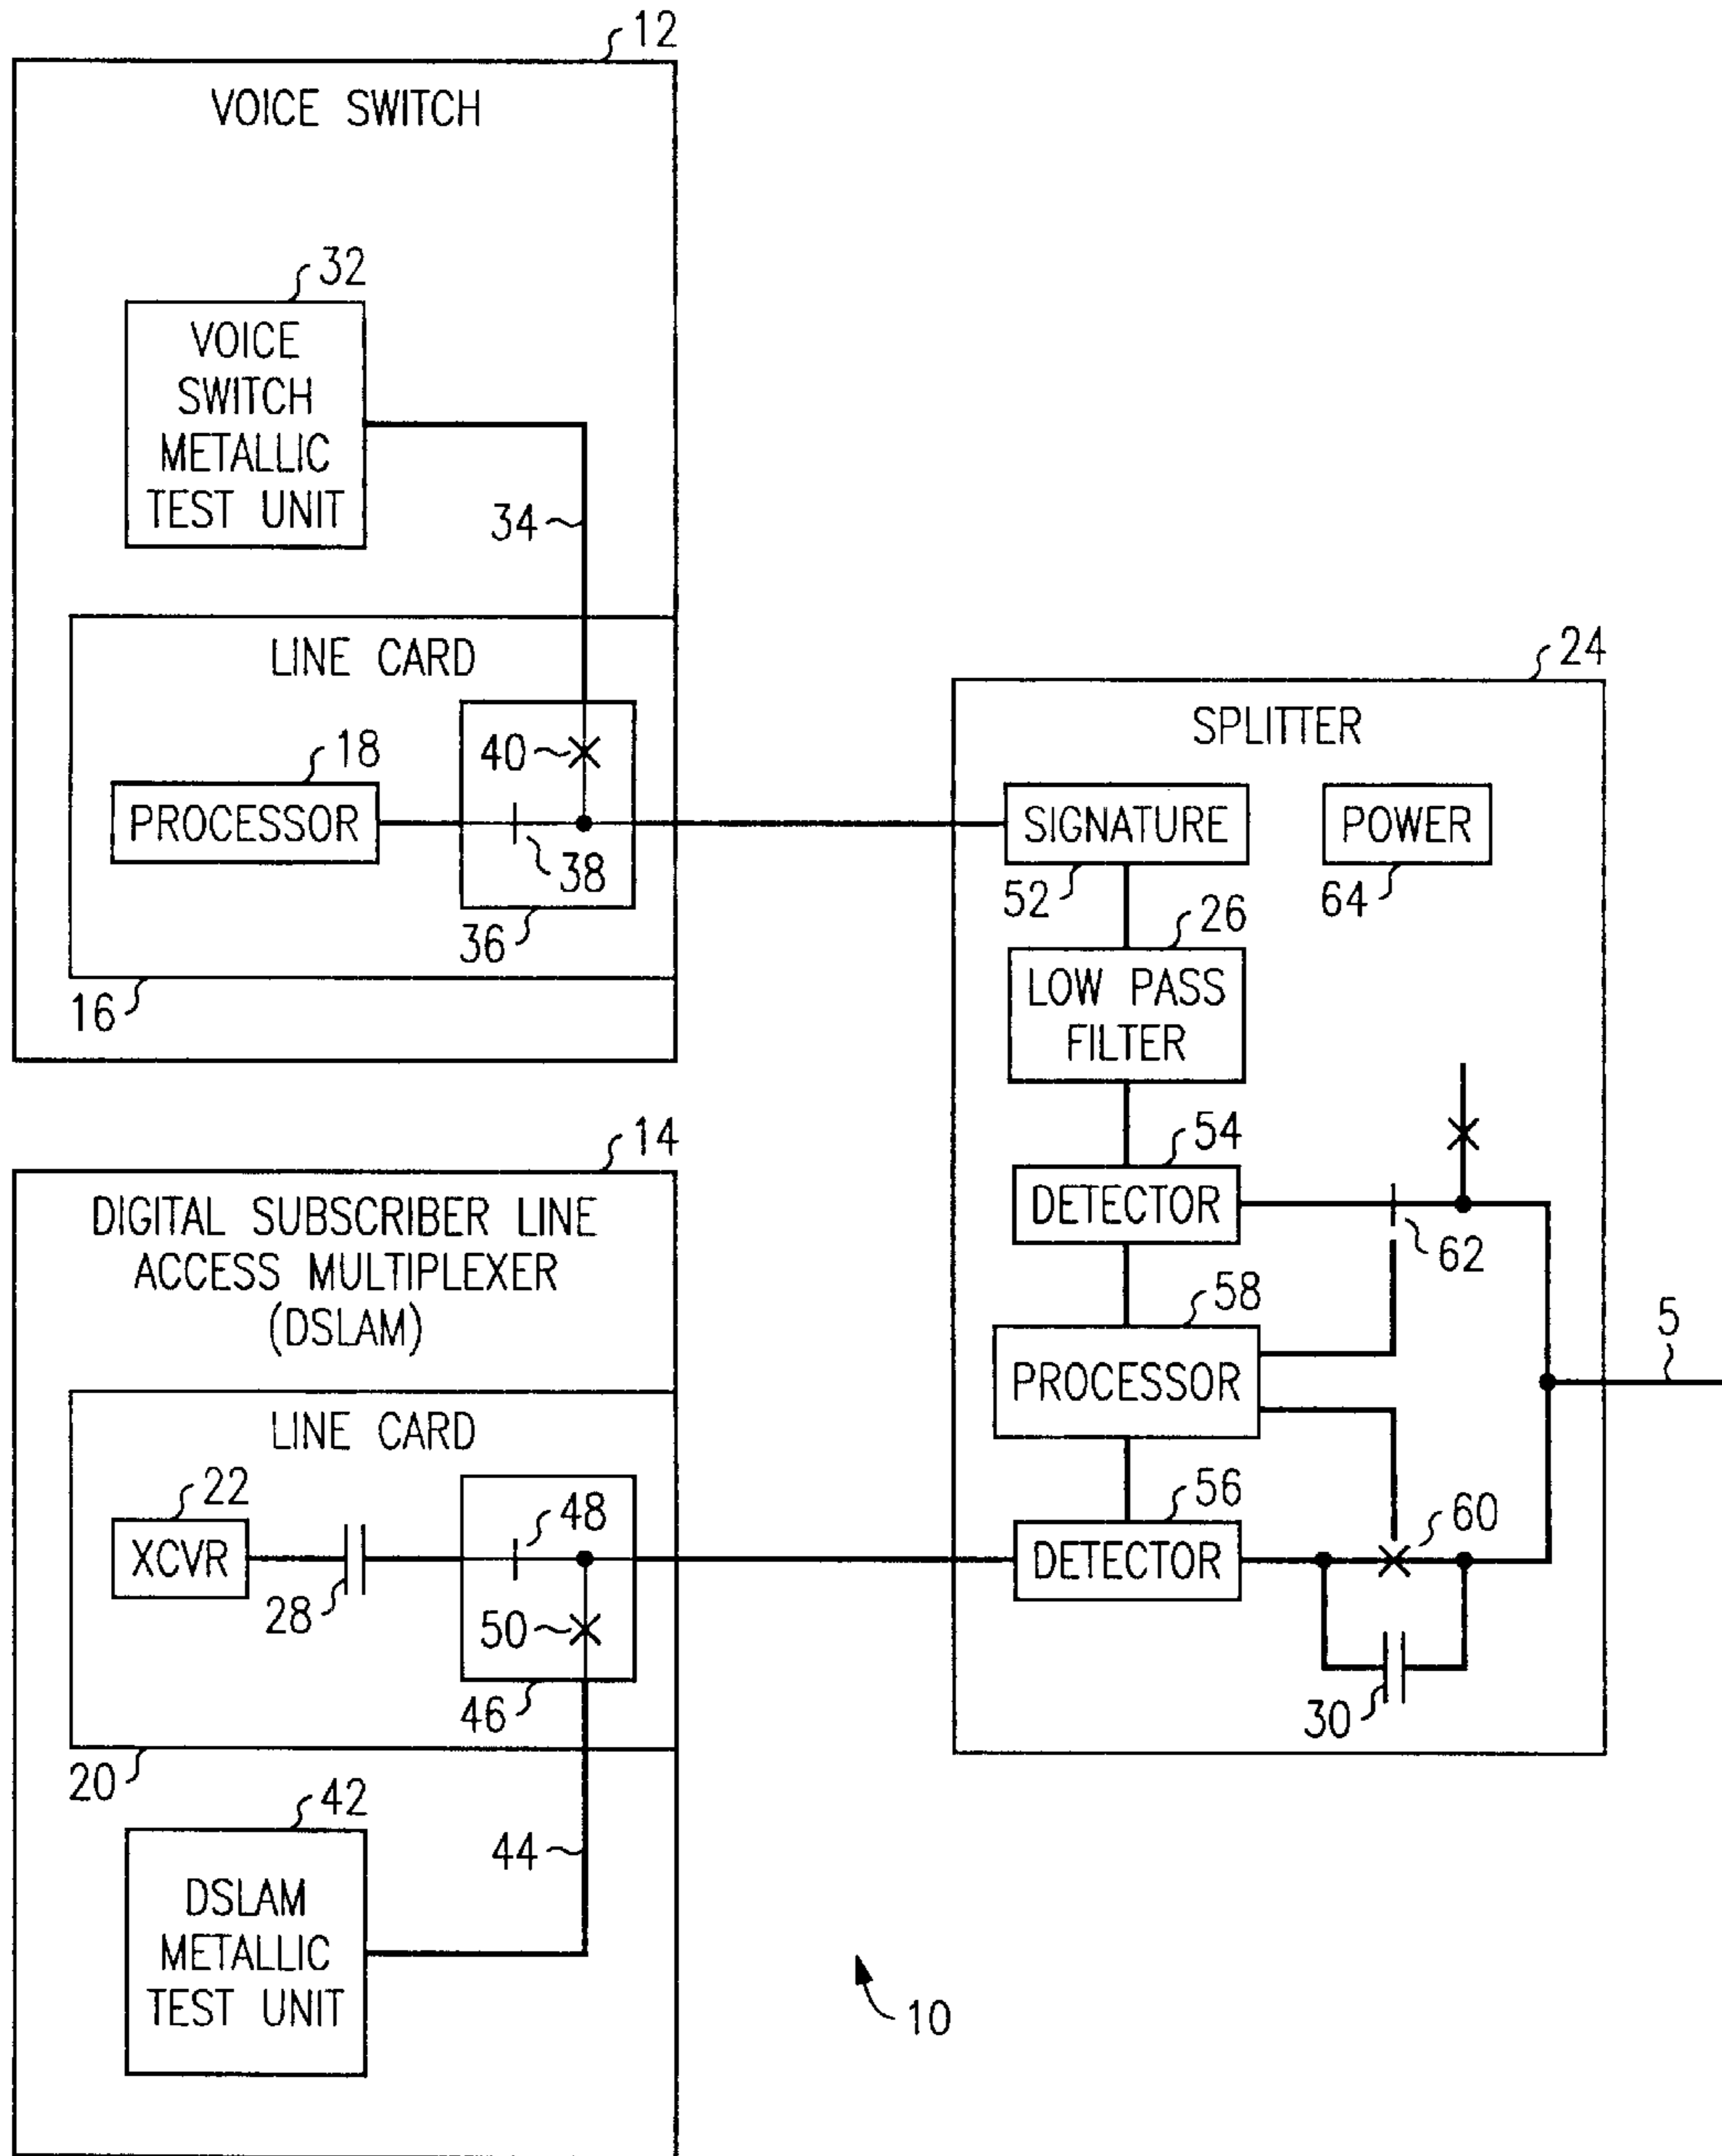 12
VOICE SWITCH
32
VOICE
SWITCH
METALLIC
TEST UNIT
34
LINE CARD
18
PROCESSOR
40
38
36
16
24
SPLITTER
SIGNATURE
52
POWER
64
26
LOW PASS
FILTER
54
DETECTOR
62
58
PROCESSOR
5
56
DETECTOR
60
30
14
DIGITAL SUBSCRIBER LINE
ACCESS MULTIPLEXER
(DSLAM)
LINE CARD
22
XCVR
28
48
50
46
20
42
DSLAM
METALLIC
TEST UNIT
44
10